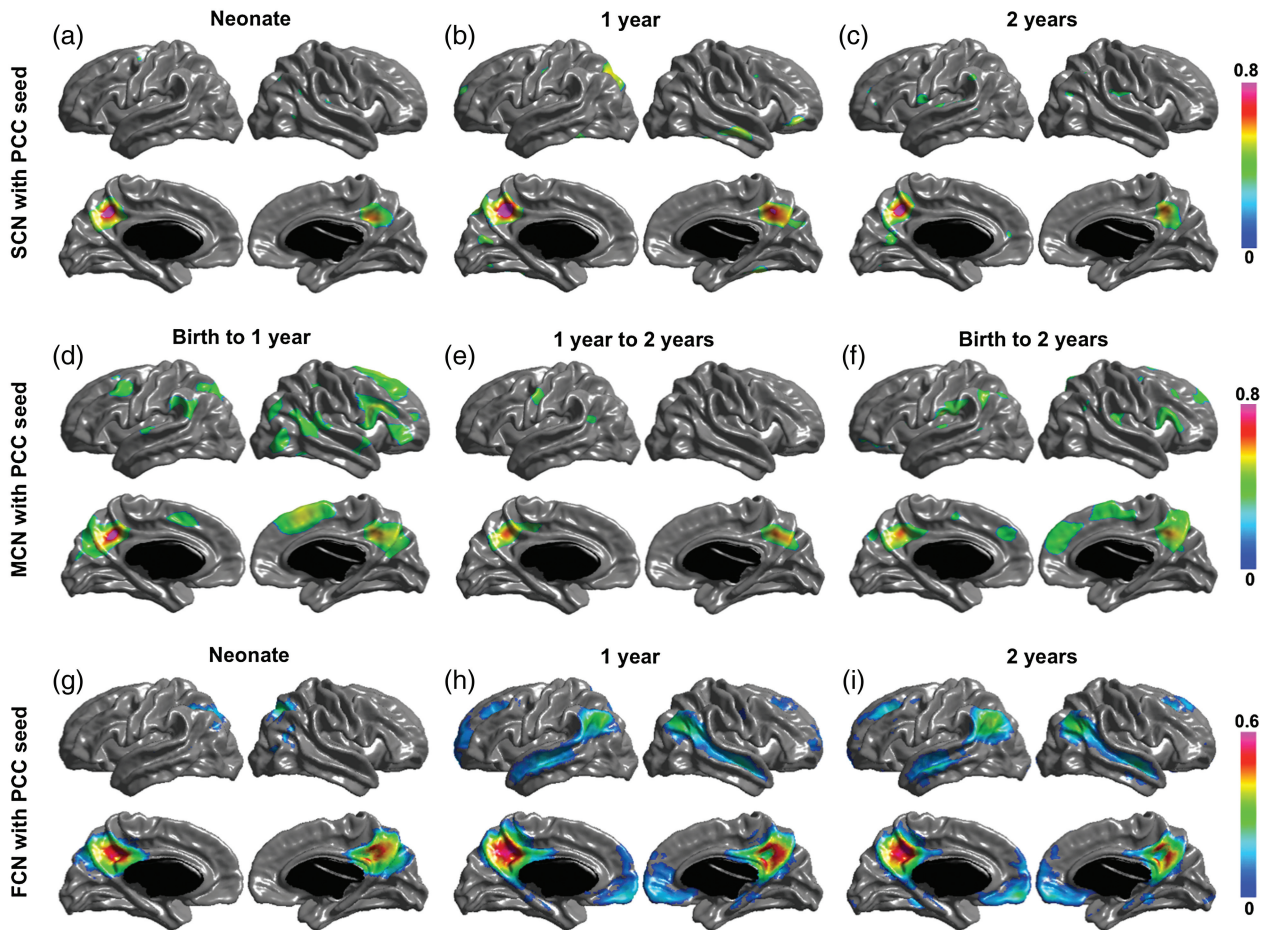 Neonate
1 year
2 years
(a)
(b)
(c)
SCN with PCC seed
0.8
0
Birth to 1 year
1 year to 2 years
Birth to 2 years
(d)
(e)
(f)
MCN with PCC seed
0.8
0
Neonate
1 year
2 years
(g)
(h)
(i)
FCN with PCC seed
0.6
0